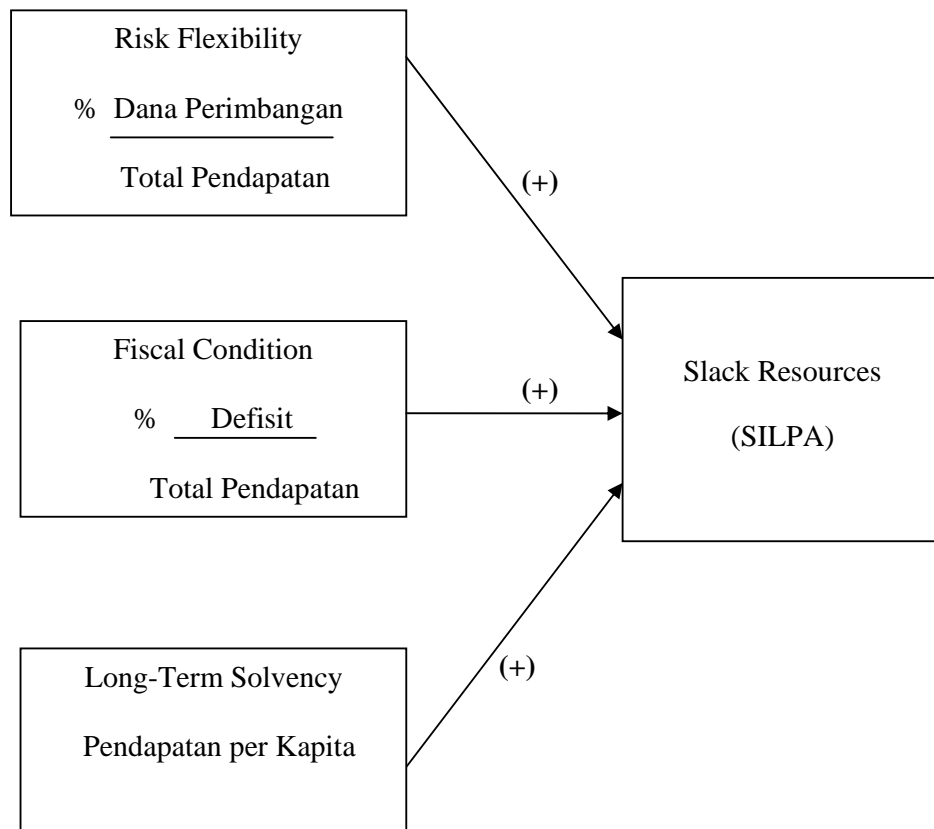 Risk Flexibility
% Dana Perimbangan
Total Pendapatan
(+)
Fiscal Condition
% Defisit
Total Pendapatan
(+)
Slack Resources
(SILPA)
Long-Term Solvency
Pendapatan per Kapita
(+)